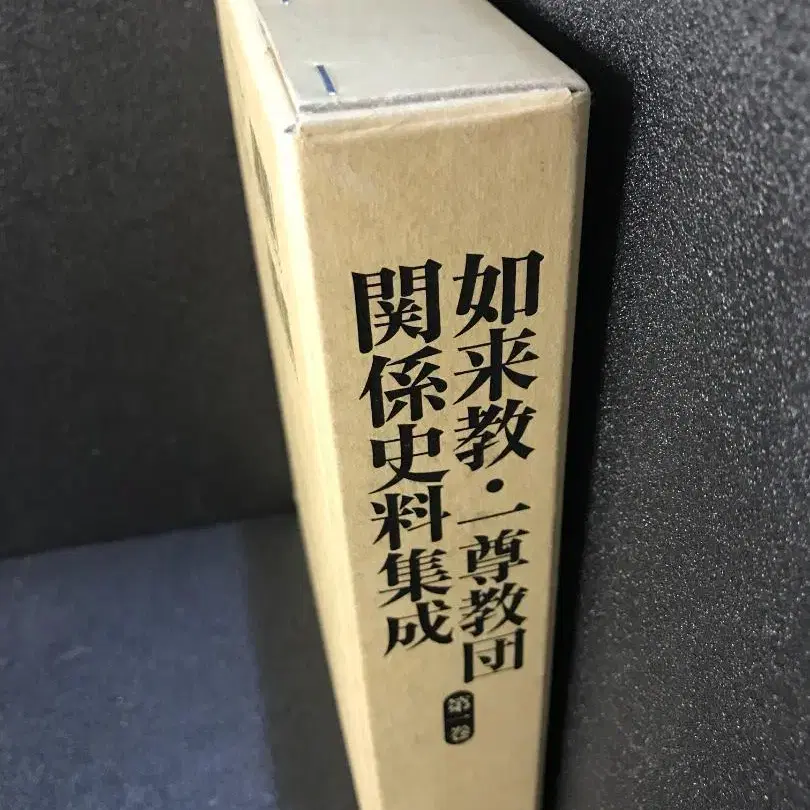 如来教・一尊教団
関係史料集成
第一巻